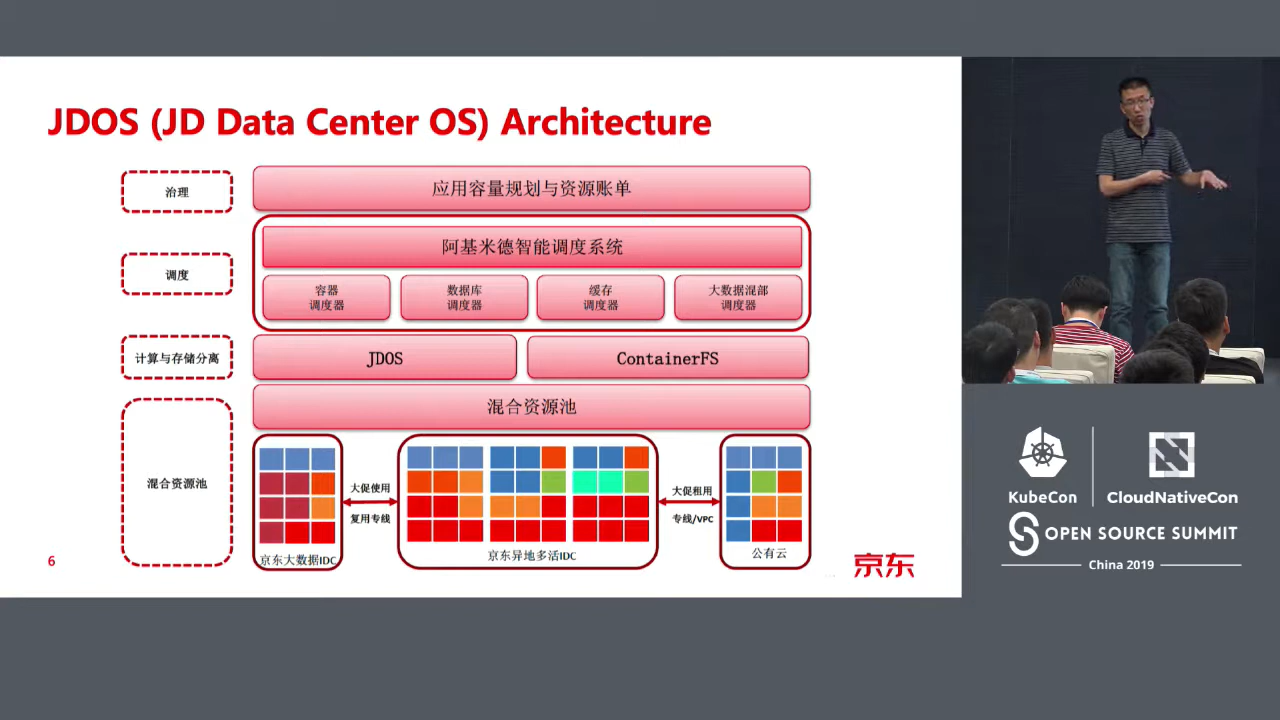 JDOS (JD Data Center OS) Architecture
治理
应用容量规划与资源账单
调度
阿基米德智能调度系统
容器
调度器
数据库
调度器
缓存
调度器
大数据混部
调度器
计算与存储分离
JDOS
ContainerFS
混合资源池
混合资源池
大促使用
复用专线
京东大数据IDC
京东异地多活IDC
大促租用
专线/VPC
公有云
6
京东
KubeCon
CloudNativeCon
OPEN SOURCE SUMMIT
China 2019